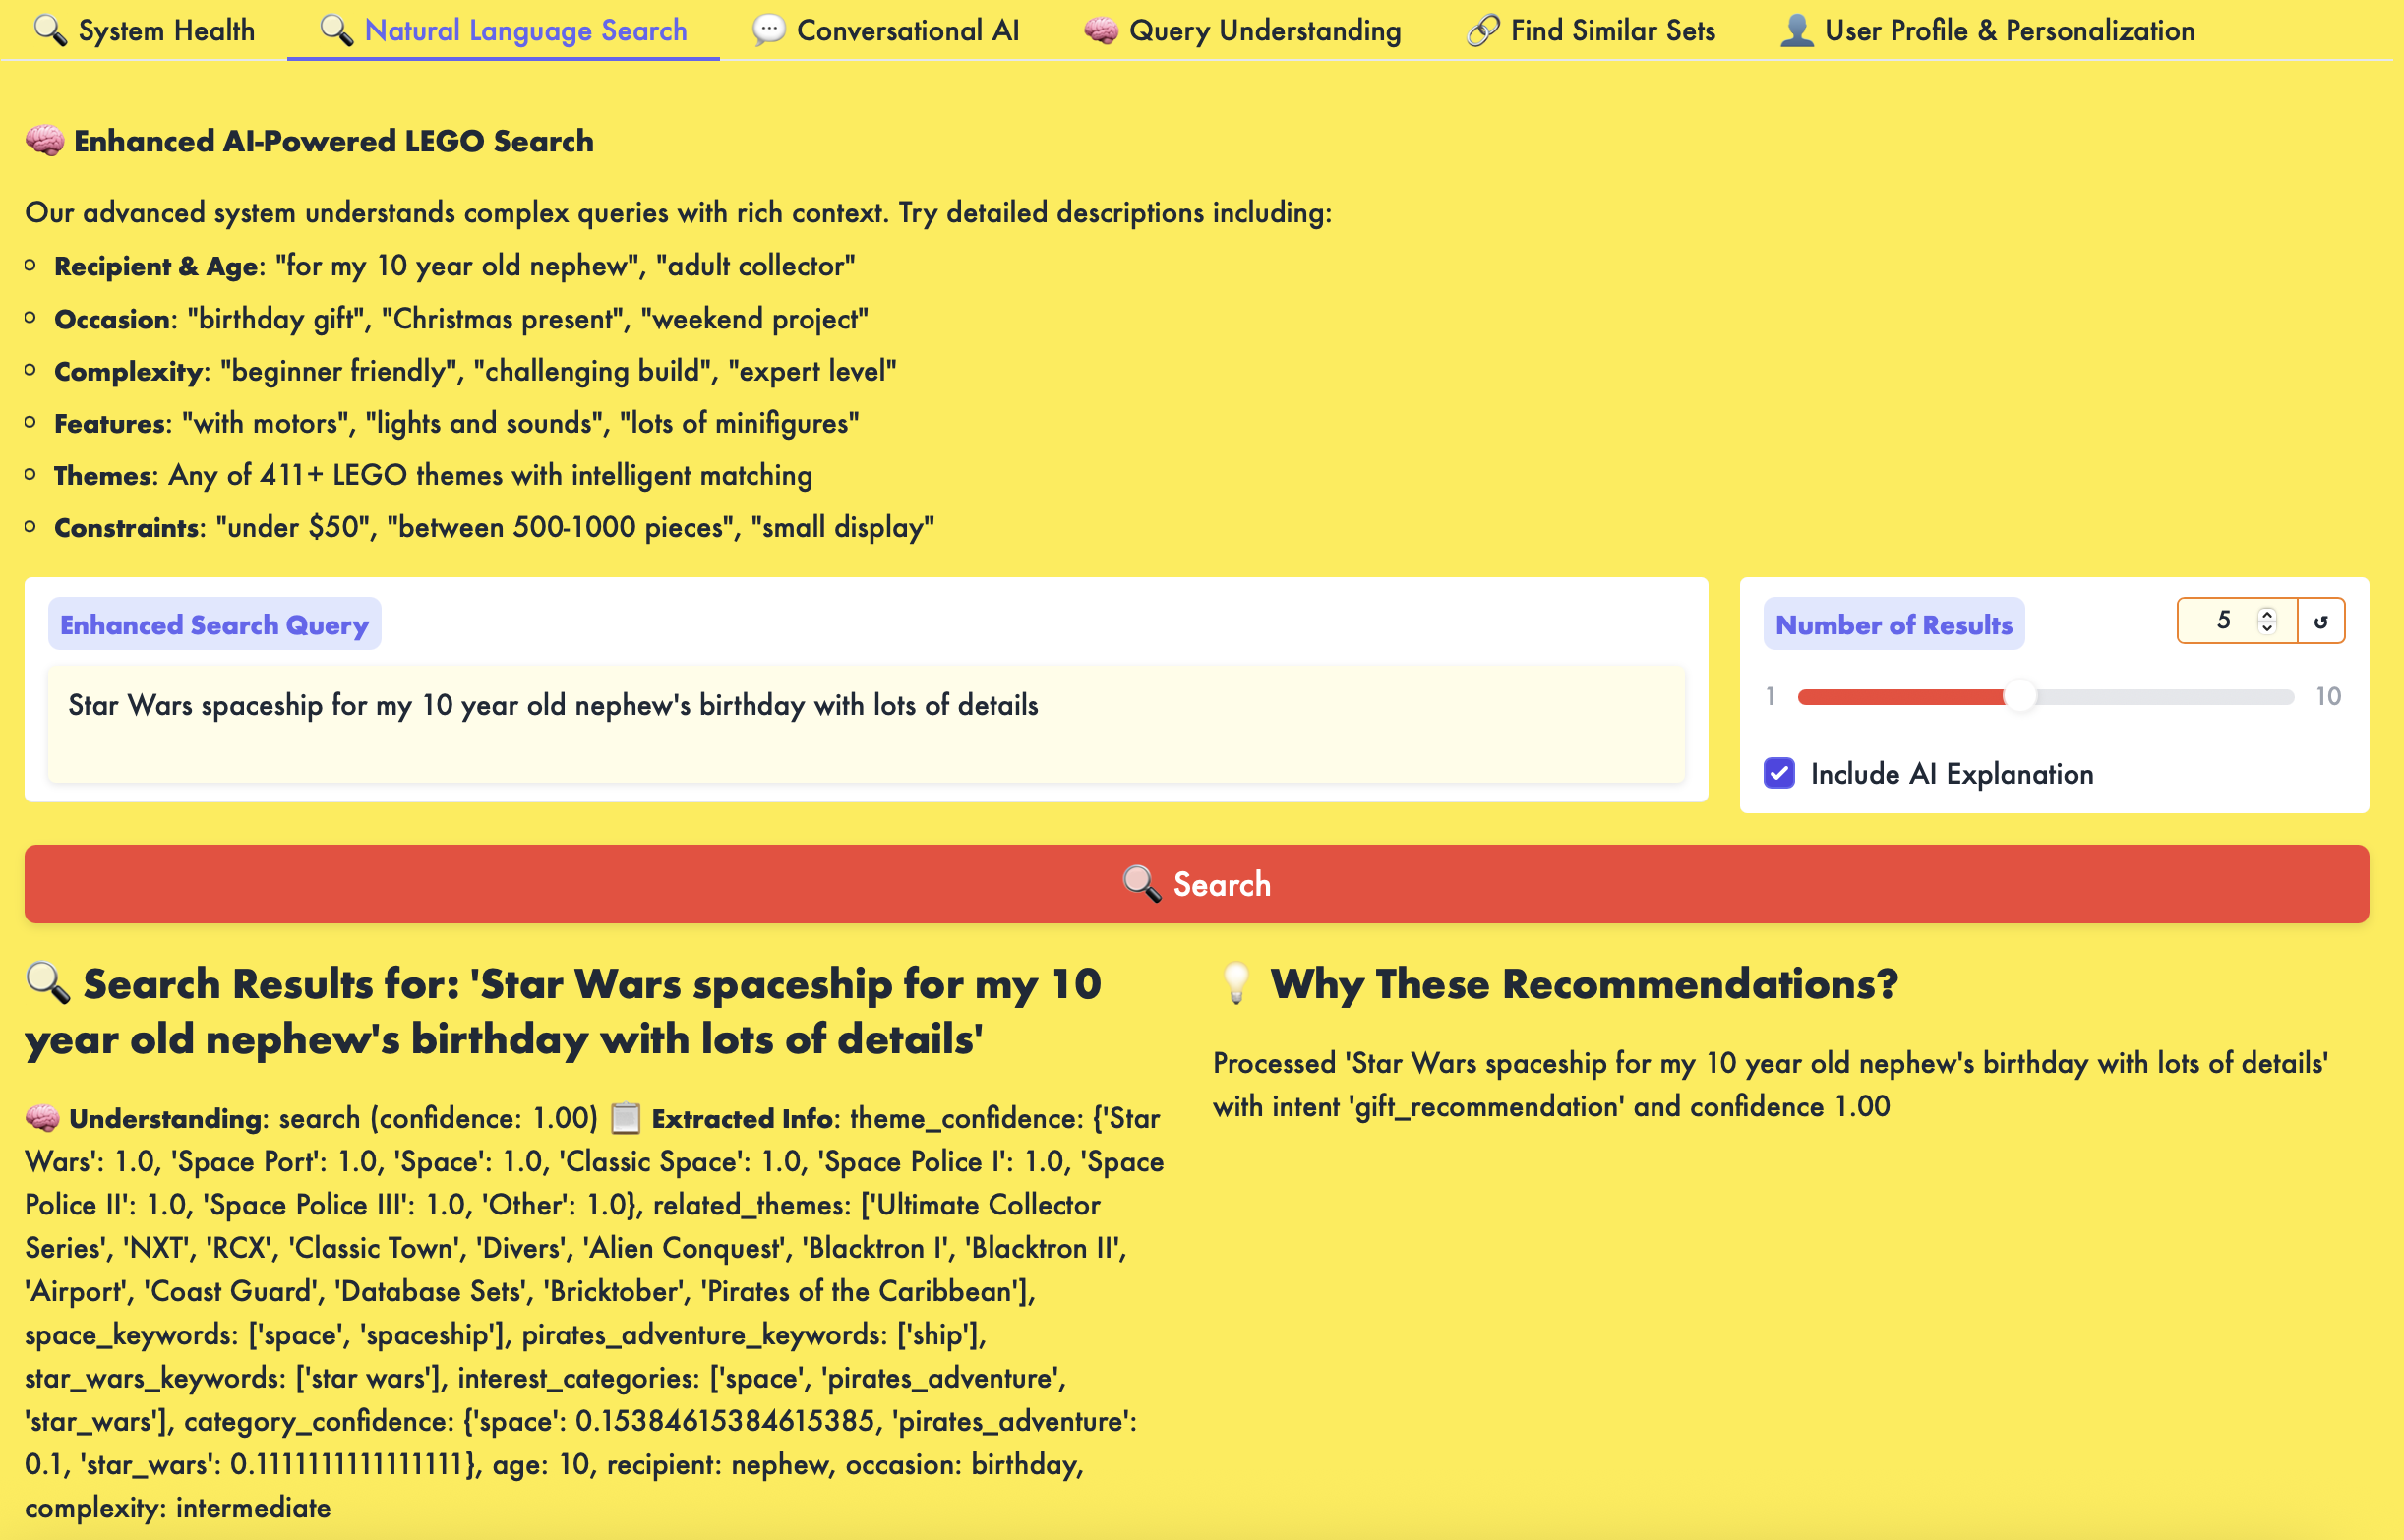 System Health
Natural Language Search
Conversational AI
Query Understanding
Find Similar Sets
User Profile & Personalization
Enhanced AI-Powered LEGO Search
Our advanced system understands complex queries with rich context. Try detailed descriptions including:
Recipient & Age: "for my 10 year old nephew", "adult collector"
Occasion: "birthday gift", "Christmas present", "weekend project"
Complexity: "beginner friendly", "challenging build", "expert level"
Features: "with motors", "lights and sounds", "lots of minifigures"
Themes: Any of 411+ LEGO themes with intelligent matching
Constraints: "under $50", "between 500-1000 pieces", "small display"
Enhanced Search Query
Star Wars spaceship for my 10 year old nephew's birthday with lots of details
Number of Results
5
1
10
Include AI Explanation
Search
Search Results for: 'Star Wars spaceship for my 10
year old nephew's birthday with lots of details'
Understanding: search (confidence: 1.00) Extracted Info: theme_confidence: {'Star
Wars': 1.0, 'Space Port': 1.0, 'Space': 1.0, 'Classic Space': 1.0, 'Space Police I': 1.0, 'Space
Police II': 1.0, 'Space Police III': 1.0, 'Other': 1.0}, related_themes: ['Ultimate Collector
Series', 'NXT', 'RCX', 'Classic Town', 'Divers', 'Alien Conquest', 'Blacktron I', 'Blacktron II',
'Airport', 'Coast Guard', 'Database Sets', 'Bricktober', 'Pirates of the Caribbean'],
space_keywords: ['space', 'spaceship'], pirates_adventure_keywords: ['ship'],
star_wars_keywords: ['star wars'], interest_categories: ['space', 'pirates_adventure',
'star_wars'], category_confidence: {'space': 0.15384615384615385, 'pirates_adventure':
0.1, 'star_wars': 0.1111111111111111}, age: 10, recipient: nephew, occasion: birthday,
complexity: intermediate
Why These Recommendations?
Processed 'Star Wars spaceship for my 10 year old nephew's birthday with lots of details'
with intent 'gift_recommendation' and confidence 1.00